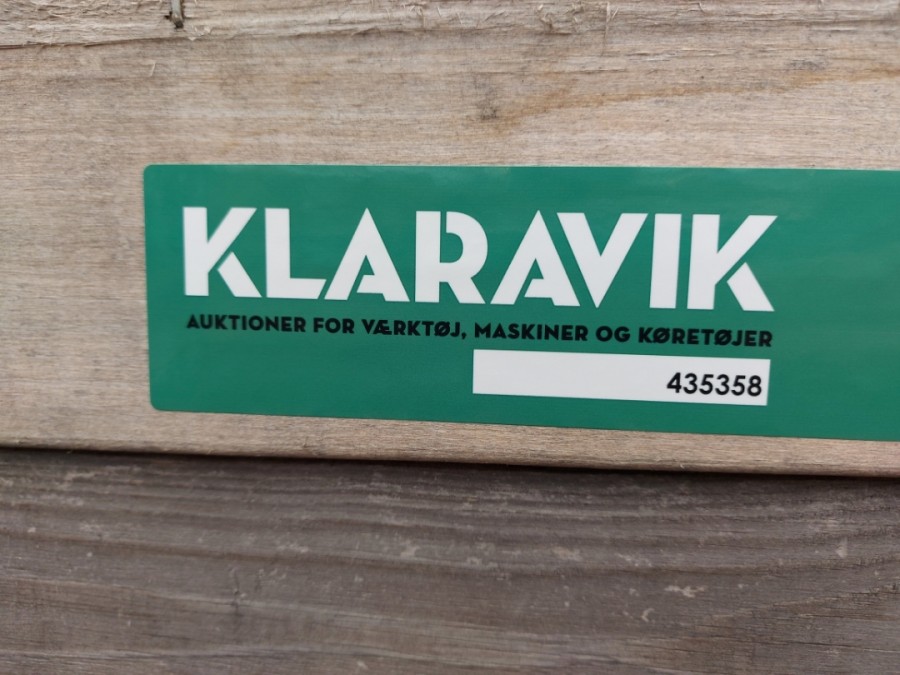 KLARAVIK
AUKTIONER FOR VÆRKTØJ, MASKINER OG KØRETØJER
435358